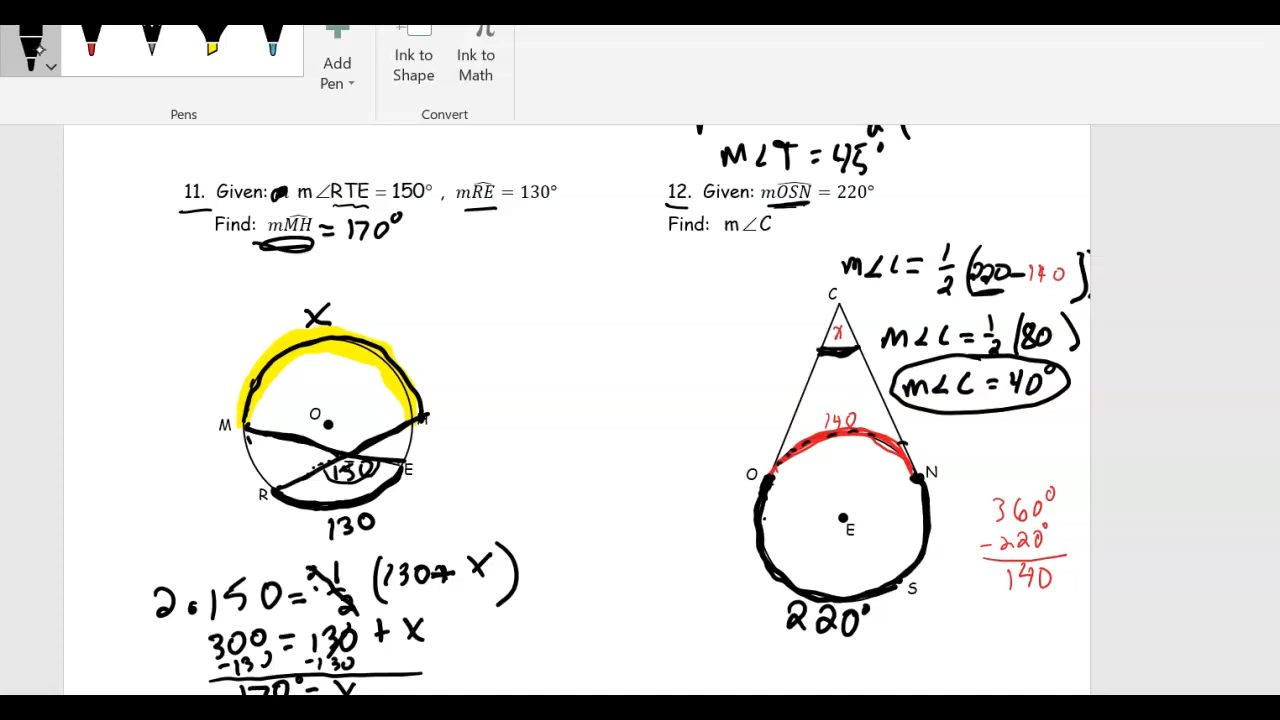 Add
Pen
Ink to
Shape
Ink to
Math
Pens
Convert
m∠T = 45°
11. Given: m∠RTE = 150° , mRE = 130°
Find: mMH = 170°
X
O
M
H
150
E
R
130
2 · 150 = 2 · 1/2 (130 + X)
300 = 130 + X
-130 -130
170° = X
12. Given: mOSN = 220°
Find: m∠C
m∠C = 1/2 (220 - 140)
m∠C = 1/2 (80)
m∠C = 40°
C
x
140
O
N
E
S
220°
360°
- 220°
140